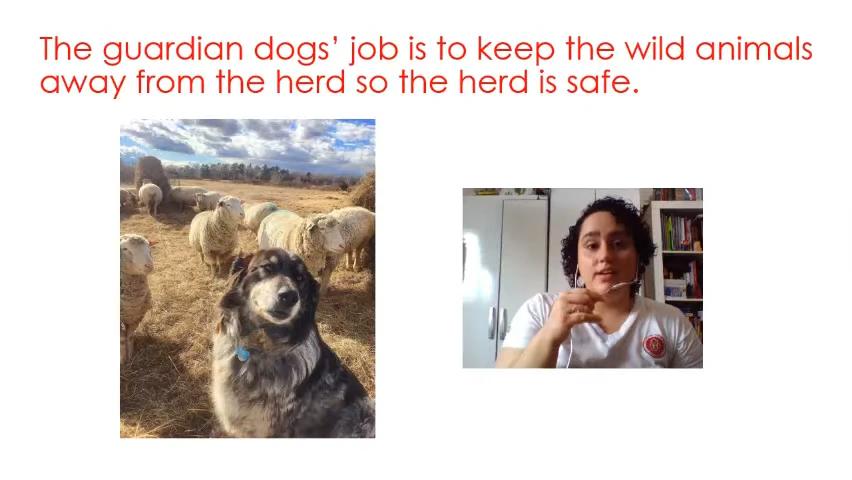 The guardian dogs’ job is to keep the wild animals
away from the herd so the herd is safe.